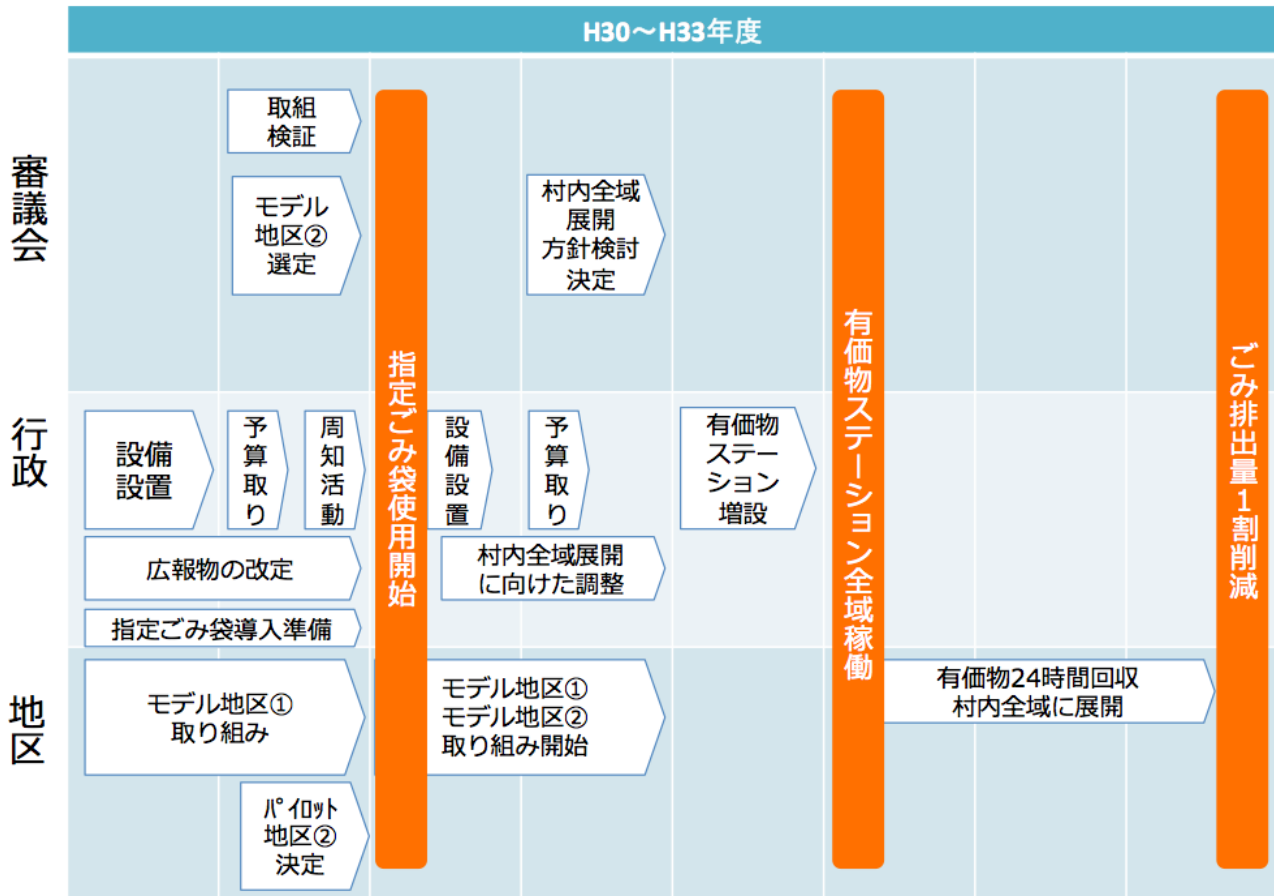 H30～H33年度
審議会
取組
検証
モデル
地区②
選定
村内全域
展開
方針検討
決定
行政
設備
設置
予算取り
周知活動
設備設置
予算取り
有価物
ステー
ション
増設
広報物の改定
村内全域展開
に向けた調整
指定ごみ袋導入準備
地区
モデル地区①
取り組み
モデル地区①
モデル地区②
取り組み開始
有価物24時間回収
村内全域に展開
ﾊﾟｲﾛｯﾄ
地区②
決定
指定ごみ袋使用開始
有価物ステーション全域稼働
ごみ排出量1割削減